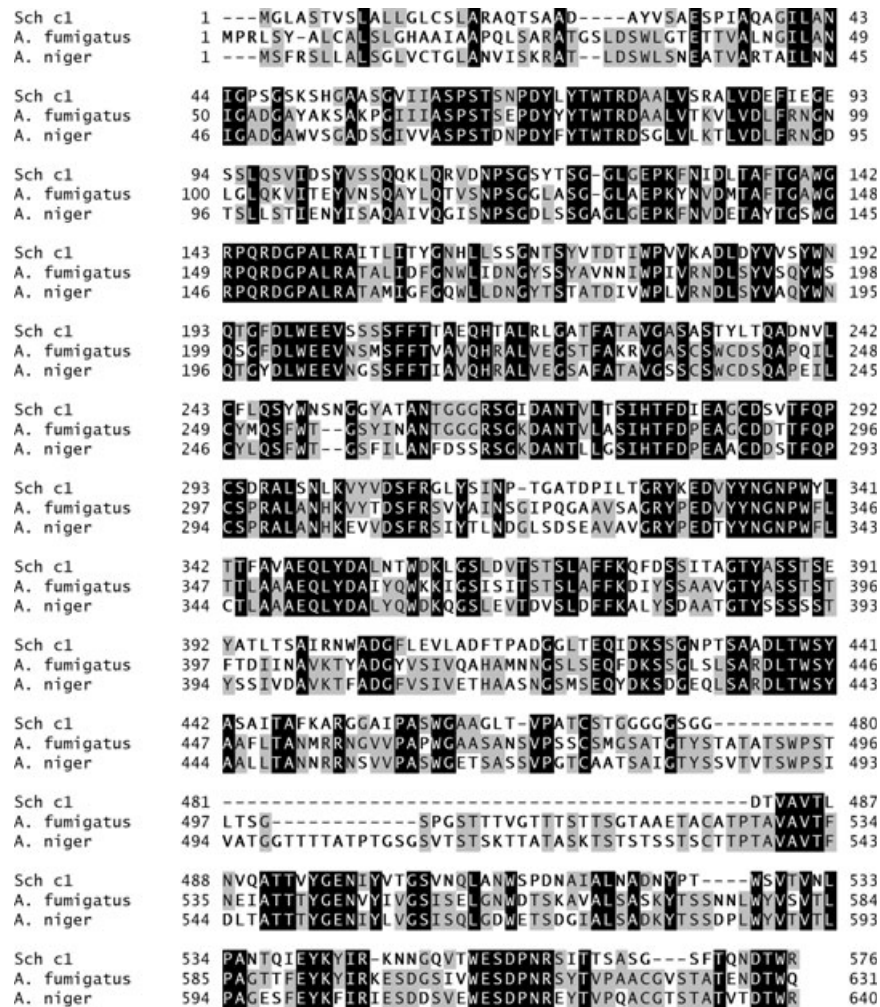 Sch c1 1 ---MGLASTVSLALLGLCSLARAQTSAAD----AYVSAESPIAQAGILAN 43
A. fumigatus 1 MPRLSY-ALCALSLGHAAIAAPQLSARATGSLDSWLGTETTVALNGILAN 49
A. niger 1 ---MSFRSLLALSGLVCTGLANVISKRAT--LDSWLSNEATVARTAILNN 45
Sch c1 44 IGPSGSKSHGAASGVIIASPSTSNPDYLYTWTRDAALVSRALVDEFIEGE 93
A. fumigatus 50 IGADGAYAKSAKPGIIIASPSTSEPDYYYTWTRDAALVTKVLVDLFRNGN 99
A. niger 46 IGADGAWVSGADSGIVVASPSTDNPDYFYTWTRDSGLVLKTLVDLFRNGD 95
Sch c1 94 SSLQSVIDSYVSSQQKLQRVDNPSGSYTSG-GLGEPKFNIDLTAFTGAWG 142
A. fumigatus 100 LGLQKVITEYVNSQAYLQTVSNPSGGLASG-GLAEPKYNVDMTAFTGAWG 148
A. niger 96 TSLLSTIENYISAQAIVQGISNPSGDLSSGAGLGEPKFNVDETAYTGSWG 145
Sch c1 143 RPQRDGPALRAITLITYGNHLLSSGNTSYVTDTIWPVVKADLDYVVSYWN 192
A. fumigatus 149 RPQRDGPALRATALIDFGNWLIDNGYSSYAVNNIWPIVRNDLSYVSQYWS 198
A. niger 146 RPQRDGPALRATAMIGFGQWLLDNGYTSTATDIVWPLVRNDLSYVAQYWN 195
Sch c1 193 QTGFDLWEEVSSSSFFTTAEQHTALRLGATFATAVGASASTYLTQADNVL 242
A. fumigatus 199 QSGFDLWEEVNSMSFFTVAVQHRALVEGSTFAKRVGASCSWCDSQAPQIL 248
A. niger 196 QTGYDLWEEVNGSSFFTIAVQHRALVEGSAFATAVGSSCSWCDSQAPEIL 245
Sch c1 243 CFLQSYWNSNGGYATANTGGGRSGIDANTVLTSIHTFDIEAGCDSVTFQP 292
A. fumigatus 249 CYMQSFWT--GSYINANTGGGRSGKDANTVLASIHTFDPEAGCDDTTFQP 296
A. niger 246 CYLQSFWT--GSFILANFDSSRSGKDANTLLGSIHTFDPEAACDDSTFQP 293
Sch c1 293 CSDRALSNLKVYVDSFRGLYSINP-TGATDPILTGRYKEDVYYNGNPWYL 341
A. fumigatus 297 CSPRALANHKVYTDSFRSVYAINSGIPQGAAVSAGRYPEDVYYNGNPWFL 346
A. niger 294 CSPRALANHKEVVDSFRSIYTLNDGLSDSEAVAVGRYPEDTYYNGNPWFL 343
Sch c1 342 TTFAVAEQLYDALNTWDKLGSLDVTSTSLAFFKQFDSSITAGTYASSTSE 391
A. fumigatus 347 TTLAAAEQLYDAIYQWKKIGSISITSTSLAFFKDIYSSAAVGTYASSTST 396
A. niger 344 CTLAAAEQLYDALYQWDKQGSLEVTDVSLDFFKALYSDAATGTYSSSSST 393
Sch c1 392 YATLTSAIRNWADGFLEVLADFTPADGGLTEQIDKSSGNPTSAADLTWSY 441
A. fumigatus 397 FTDIINAVKTYADGYVSIVQAHAMNNGSLSEQFDKSSGLSLSARDLTWSY 446
A. niger 394 YSSIVDAVKTFADGFVSIVETHAASNGSMSEQYDKSDGEQLSARDLTWSY 443
Sch c1 442 ASAITAFKARGGAIPASWGAAGLT-VPATCSTGGGGGSGG---------- 480
A. fumigatus 447 AAFLTANMRRNGVVPAPWGAASANSVPSSCSMGSATGTYSTATATSWPST 496
A. niger 444 AALLTANNRRNSVVPASWGETSASSVPGTCAATSAIGTYSSVTVTSWPSI 493
Sch c1 481 -------------------------------------------DTVAVTL 487
A. fumigatus 497 LTSG------------SPGSTTTVGTTTSTTSGTAAETACATPTAVAVTF 534
A. niger 494 VATGGTTTTATPTGSGSVTSTSKTTATASKTSTSTSSTSCTTPTAVAVTF 543
Sch c1 488 NVQATTVYGENIYVTGSVNQLANWSPDNAIALNADNYPT----WSVTVNL 533
A. fumigatus 535 NEIATTTYGENVYIVGSISELGNWDTSKAVALSASKYTSSNNLWYVSVTL 584
A. niger 544 DLTATTTYGENIYLVGSISQLGDWETSDGIALSADKYTSSDPLWYVTVTL 593
Sch c1 534 PANTQIEYKYIR-KNNGQVTWESDPNRSITTSASG---SFTQNDTWR 576
A. fumigatus 585 PAGTTFEYKYIRKESDGSIVWESDPNRSYTVPAACGVSTATENDTWQ 631
A. niger 594 PAGESFEYKFIRIESDDSVEWESDPNREYTVPQACGTSTATVTDTWR 640